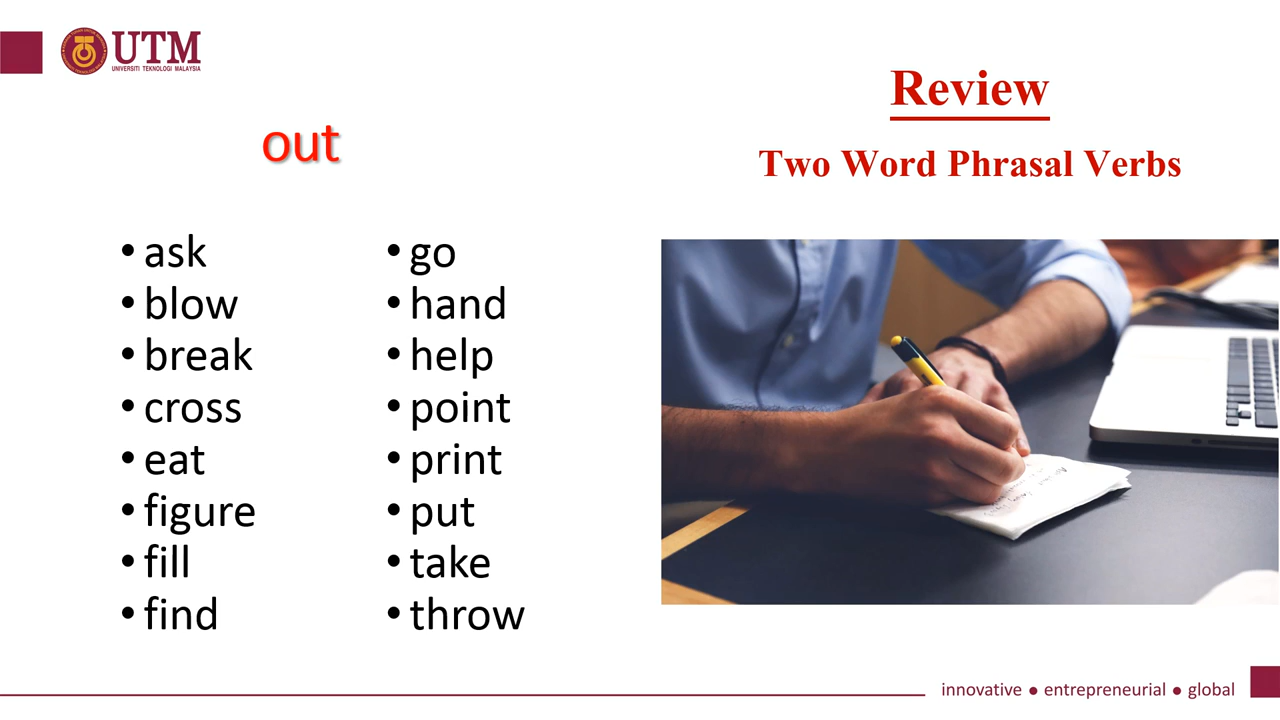 UTM
UNIVERSITI TEKNOLOGI MALAYSIA
Review
Two Word Phrasal Verbs
out
• ask
• blow
• break
• cross
• eat
• figure
• fill
• find
• go
• hand
• help
• point
• print
• put
• take
• throw
innovative ● entrepreneurial ● global